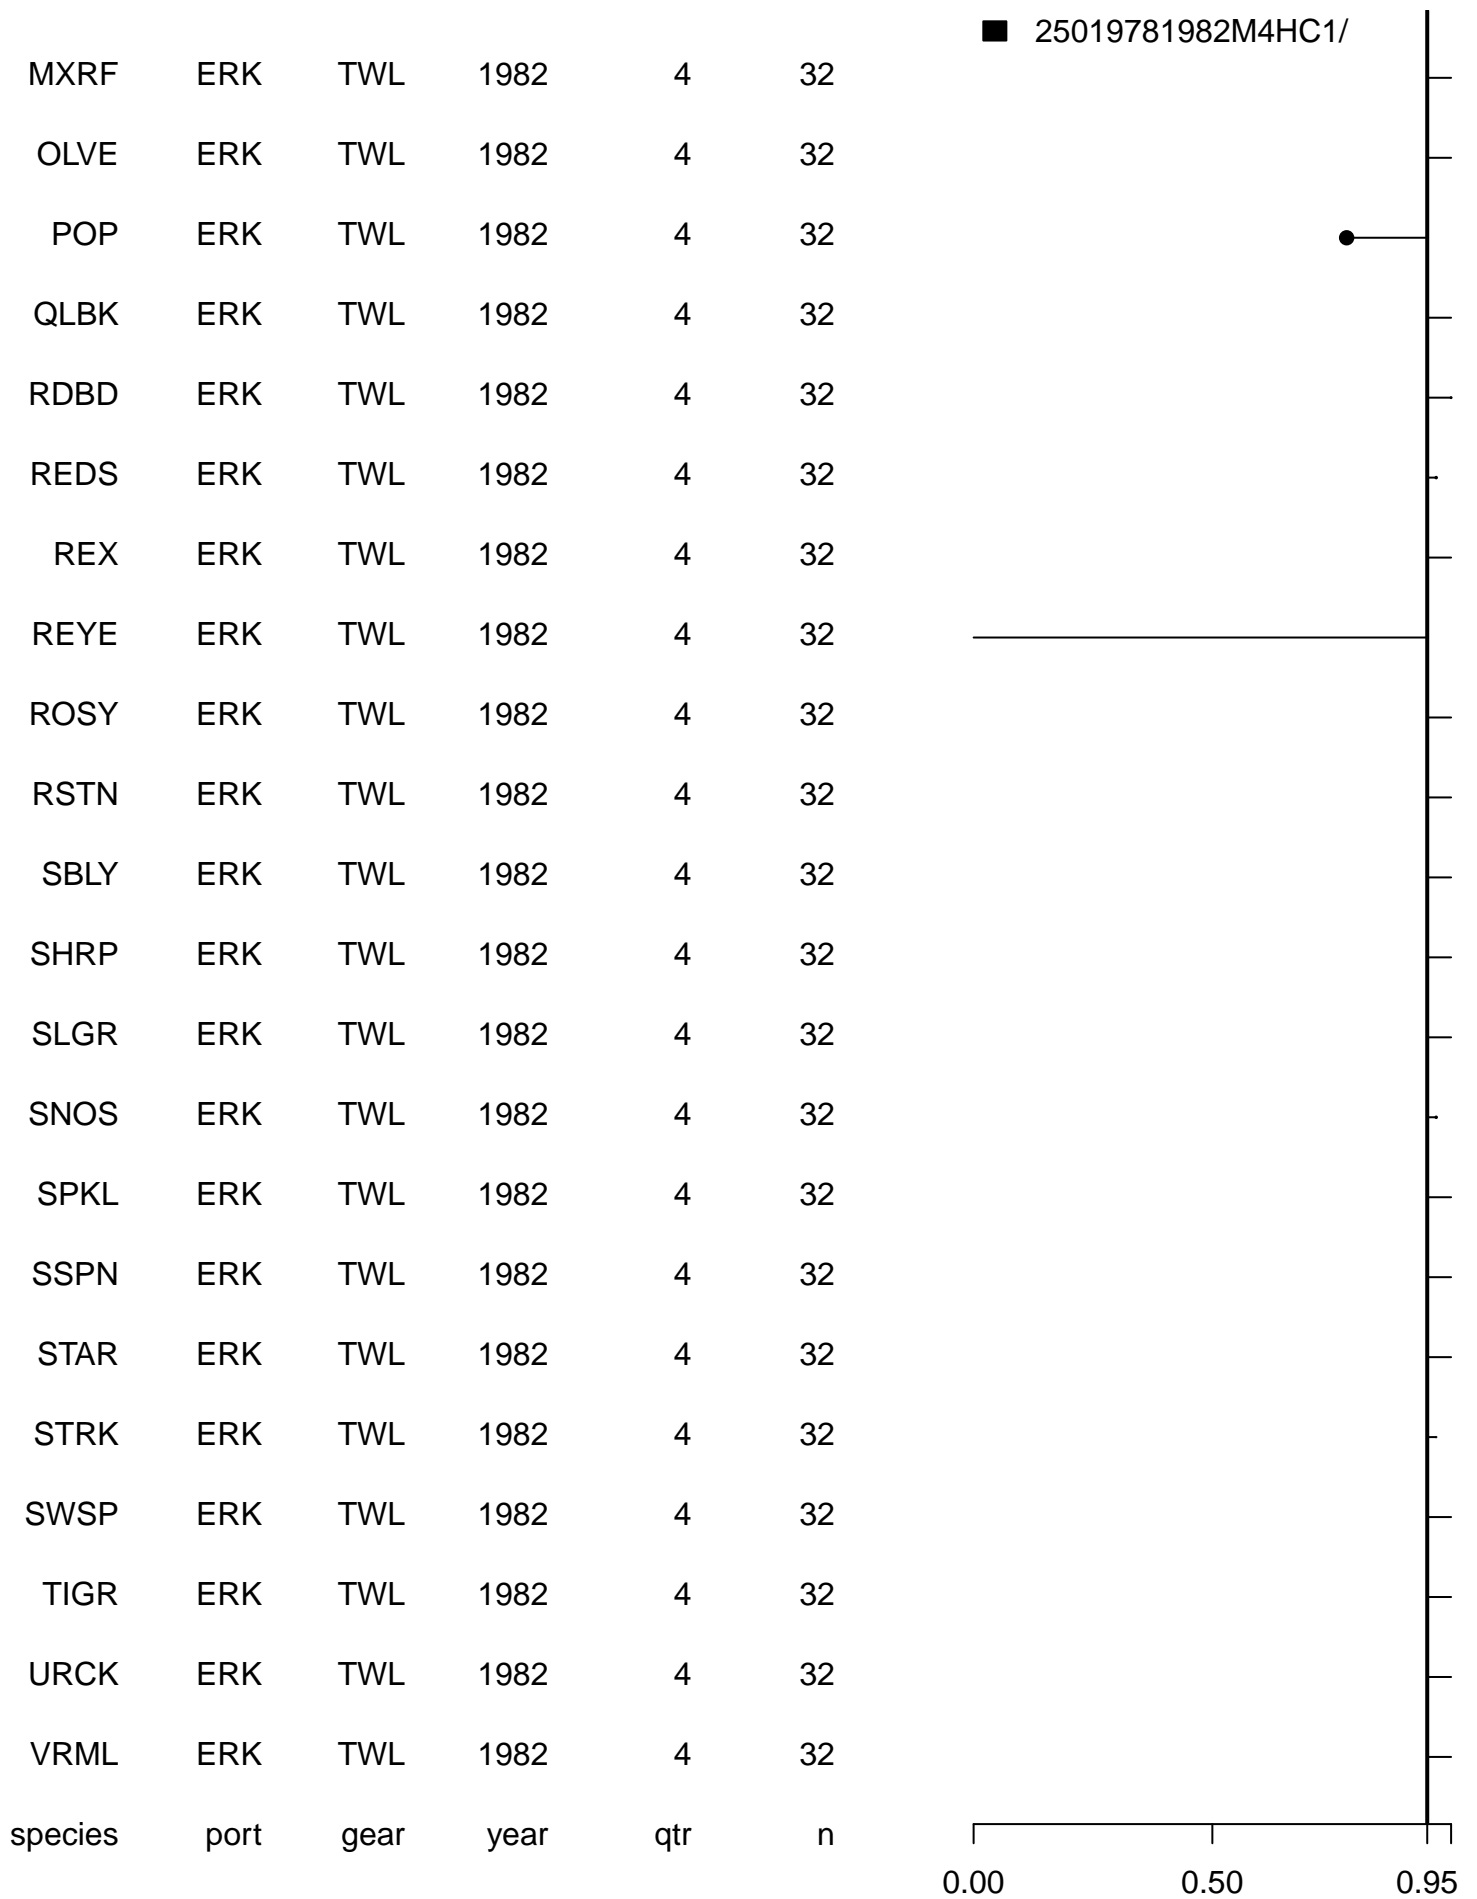 25019781982M4HC1/
MXRF ERK TWL 1982 4 32
OLVE ERK TWL 1982 4 32
POP ERK TWL 1982 4 32
QLBK ERK TWL 1982 4 32
RDBD ERK TWL 1982 4 32
REDS ERK TWL 1982 4 32
REX ERK TWL 1982 4 32
REYE ERK TWL 1982 4 32
ROSY ERK TWL 1982 4 32
RSTN ERK TWL 1982 4 32
SBLY ERK TWL 1982 4 32
SHRP ERK TWL 1982 4 32
SLGR ERK TWL 1982 4 32
SNOS ERK TWL 1982 4 32
SPKL ERK TWL 1982 4 32
SSPN ERK TWL 1982 4 32
STAR ERK TWL 1982 4 32
STRK ERK TWL 1982 4 32
SWSP ERK TWL 1982 4 32
TIGR ERK TWL 1982 4 32
URCK ERK TWL 1982 4 32
VRML ERK TWL 1982 4 32
species port gear year qtr n
0.00 0.50 0.95